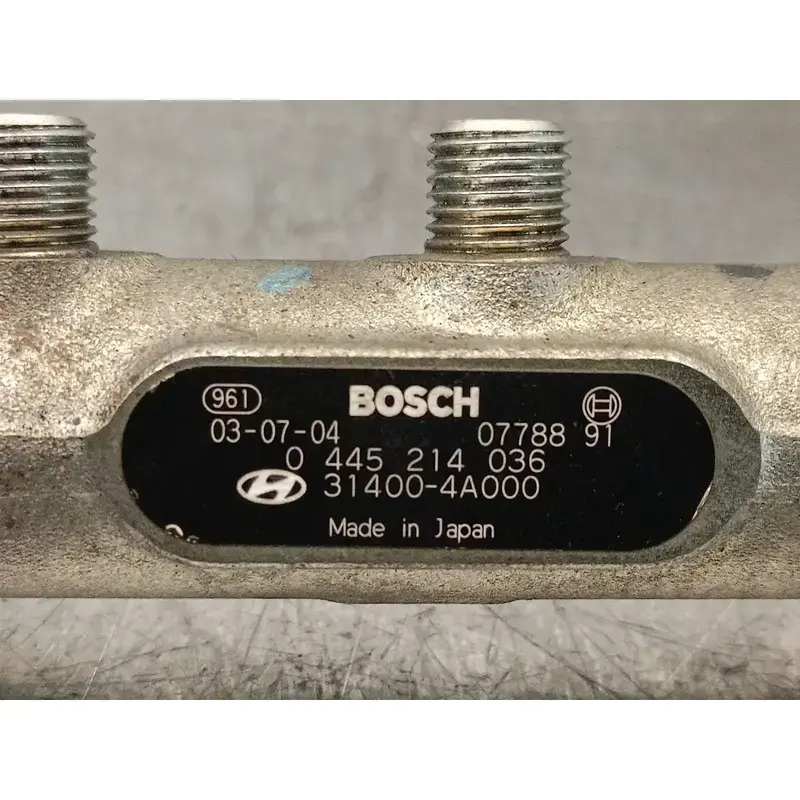 961 BOSCH
03-07-04 07788 91
0 445 214 036
31400-4A000
Made in Japan